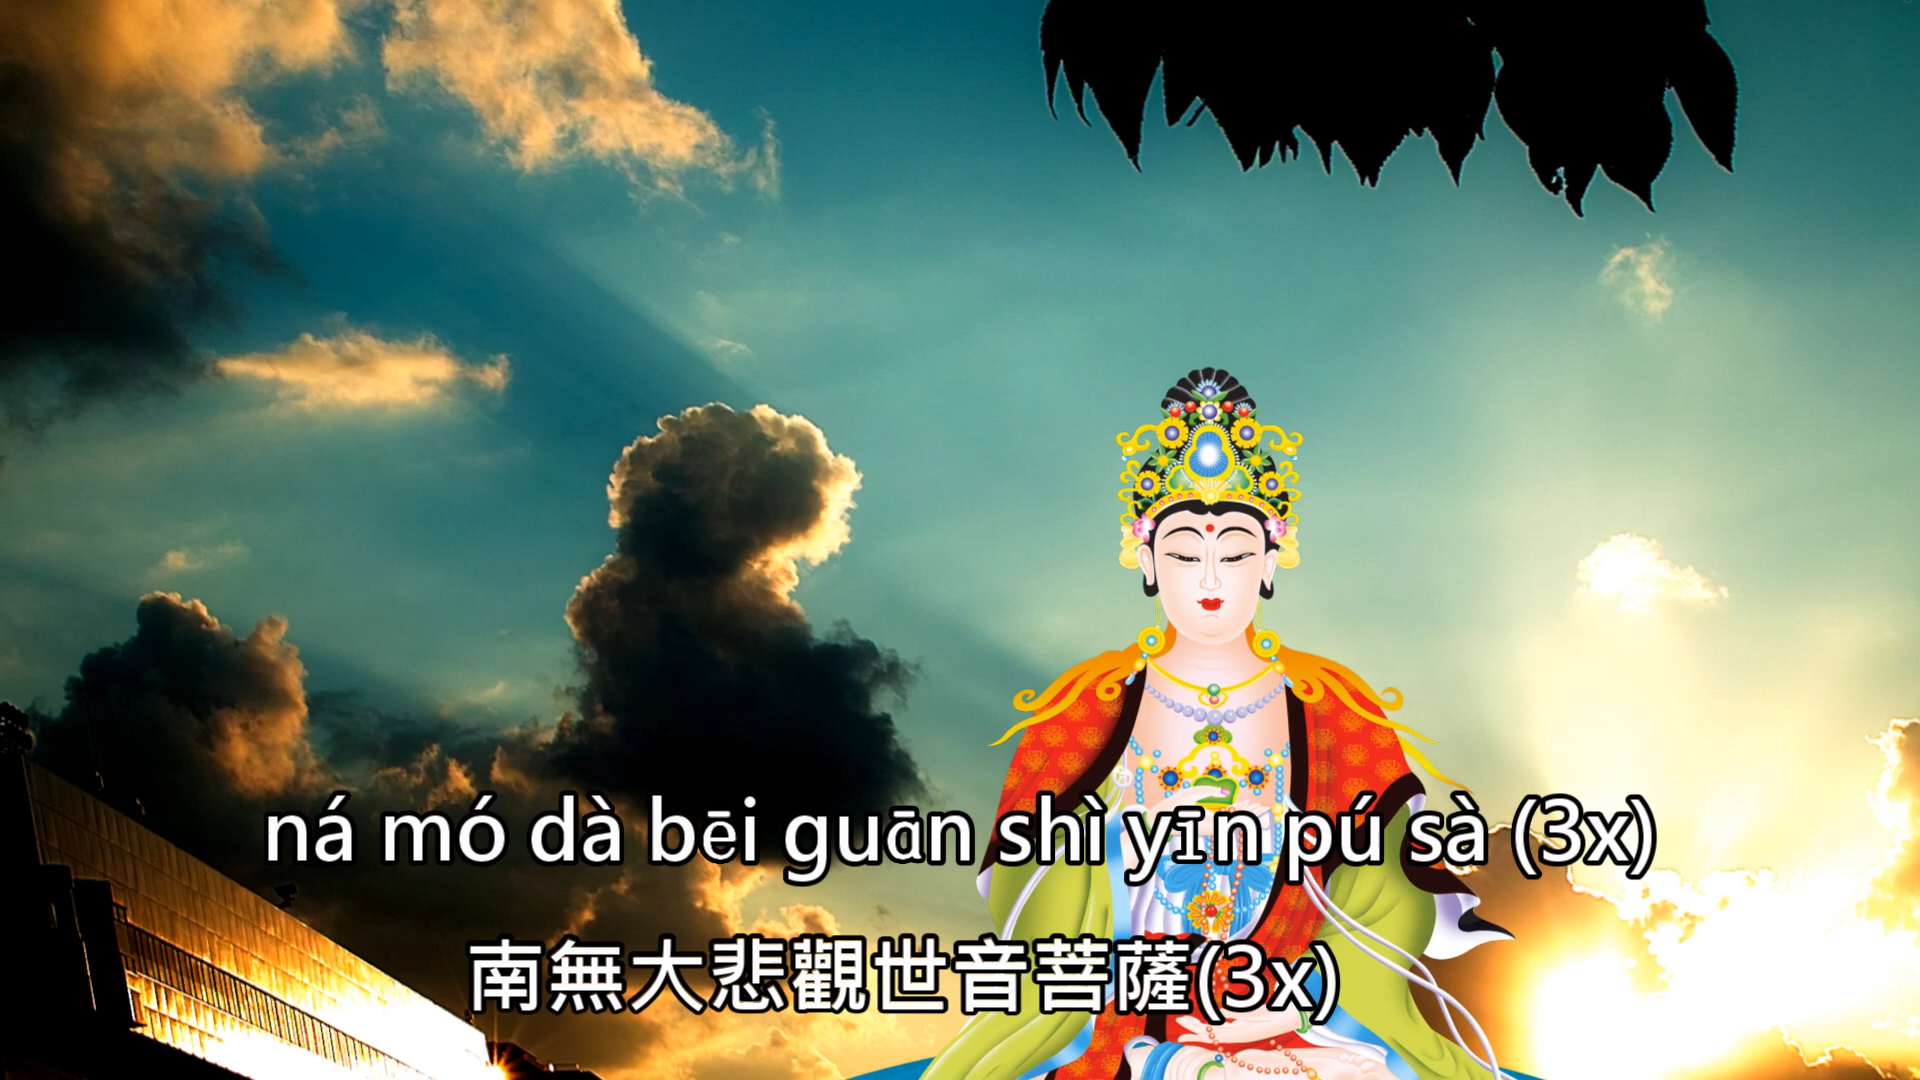 ná mó dà bēi guān shì yīn pú sà (3x)
南無大悲觀世音菩薩(3x)